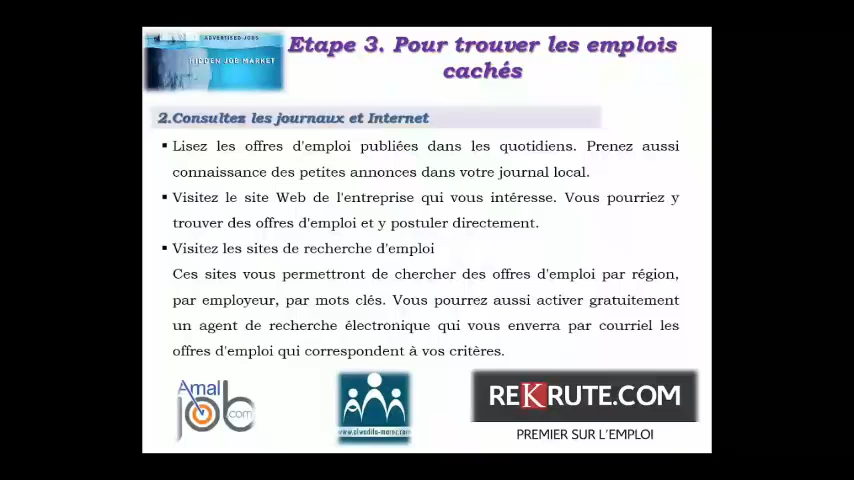 ADVERTISED JOBS
HIDDEN JOB MARKET
Etape 3. Pour trouver les emplois
cachés
2.Consultez les journaux et Internet
▪ Lisez les offres d'emploi publiées dans les quotidiens. Prenez aussi
connaissance des petites annonces dans votre journal local.
▪ Visitez le site Web de l'entreprise qui vous intéresse. Vous pourriez y
trouver des offres d'emploi et y postuler directement.
▪ Visitez les sites de recherche d'emploi
Ces sites vous permettront de chercher des offres d'emploi par région,
par employeur, par mots clés. Vous pourrez aussi activer gratuitement
un agent de recherche électronique qui vous enverra par courriel les
offres d'emploi qui correspondent à vos critères.
Amal
job.com
www.alwadifa-maroc.com
REKRUTE.COM
PREMIER SUR L'EMPLOI